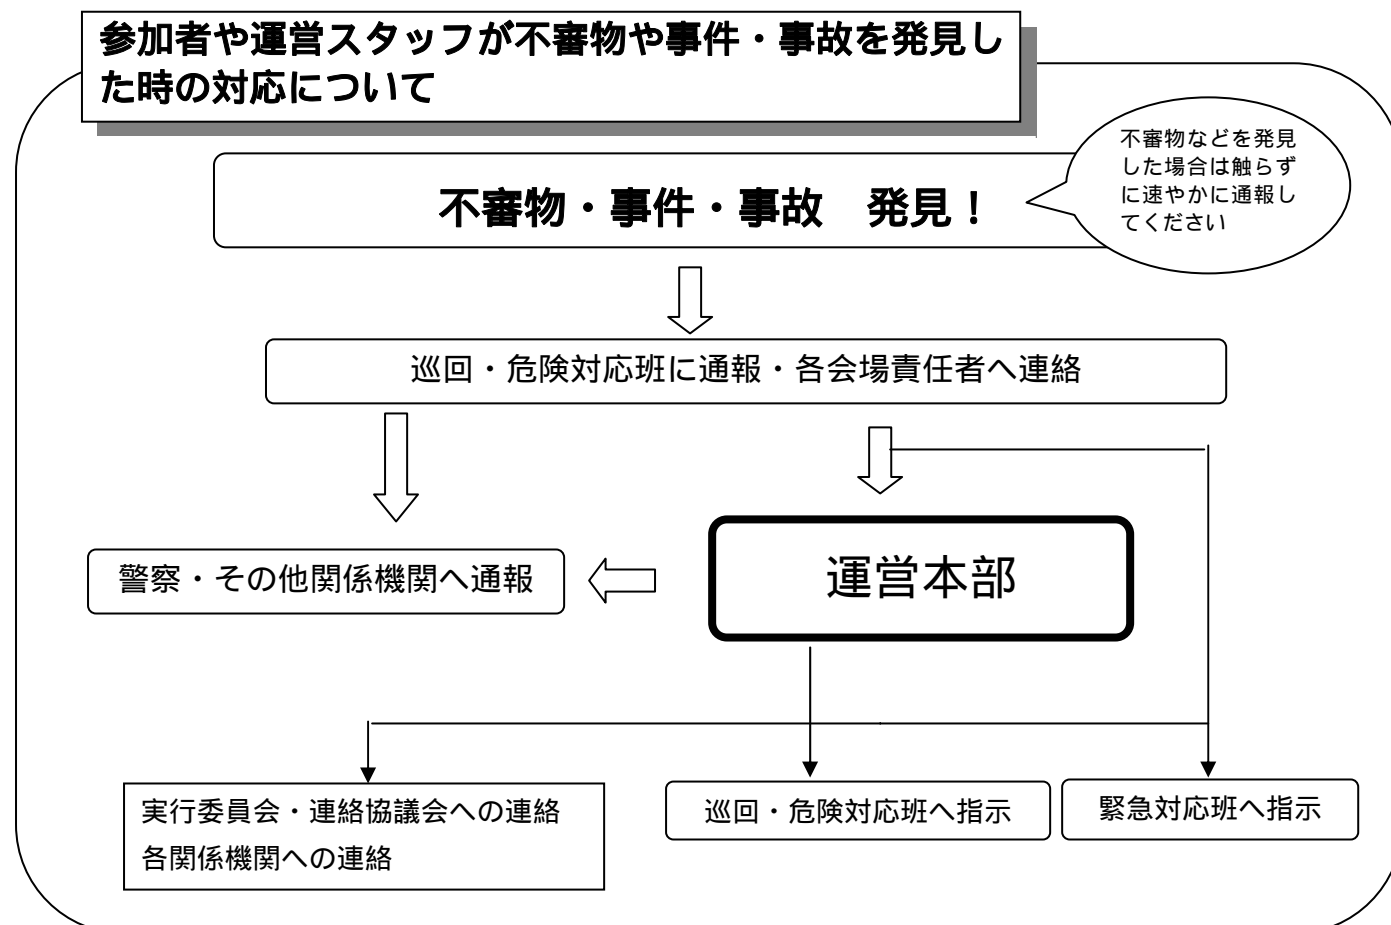 参加者や運営スタッフが不審物や事件・事故を発見し
た時の対応について
不審物などを発見
した場合は触らず
に速やかに通報し
てください
不審物・事件・事故　発見！
巡回・危険対応班に通報・各会場責任者へ連絡
警察・その他関係機関へ通報
運営本部
実行委員会・連絡協議会への連絡
各関係機関への連絡
巡回・危険対応班へ指示
緊急対応班へ指示